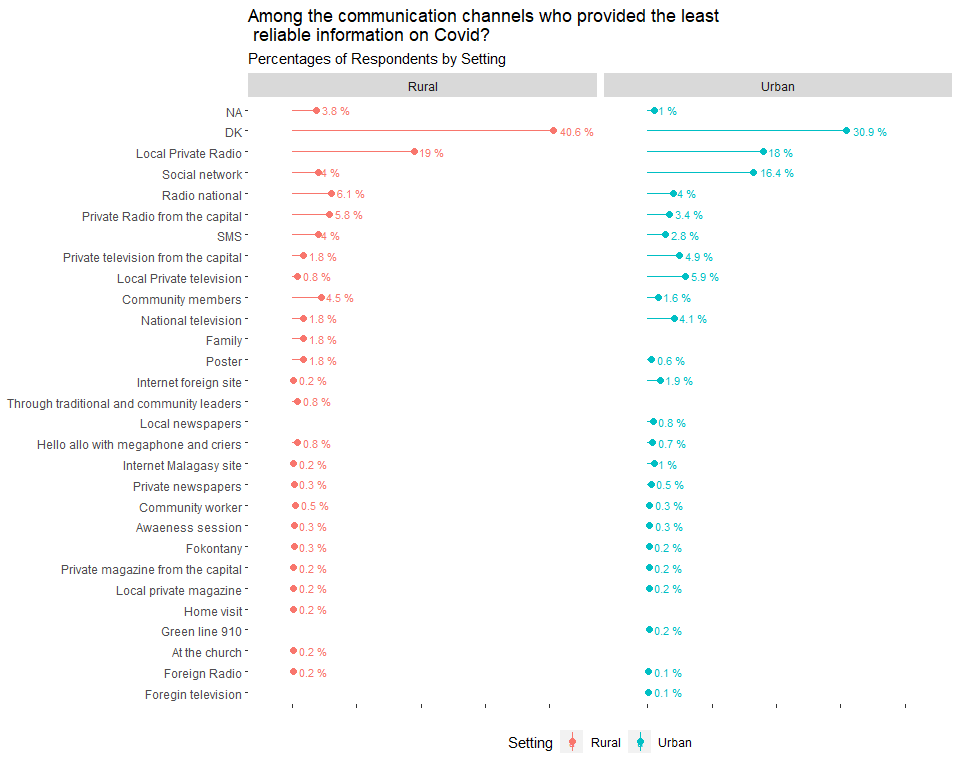 Among the communication channels who provided the least
reliable information on Covid?
Percentages of Respondents by Setting
Rural Urban
NA 3.8 % 1 %
DK 40.6 % 30.9 %
Local Private Radio 19 % 18 %
Social network 4 % 16.4 %
Radio national 6.1 % 4 %
Private Radio from the capital 5.8 % 3.4 %
SMS 4 % 2.8 %
Private television from the capital 1.8 % 4.9 %
Local Private television 0.8 % 5.9 %
Community members 4.5 % 1.6 %
National television 1.8 % 4.1 %
Family 1.8 %
Poster 1.8 % 0.6 %
Internet foreign site 0.2 % 1.9 %
Through traditional and community leaders 0.8 %
Local newspapers 0.8 %
Hello allo with megaphone and criers 0.8 % 0.7 %
Internet Malagasy site 0.2 % 1 %
Private newspapers 0.3 % 0.5 %
Community worker 0.5 % 0.3 %
Awaeness session 0.3 % 0.3 %
Fokontany 0.3 % 0.2 %
Private magazine from the capital 0.2 % 0.2 %
Local private magazine 0.2 % 0.2 %
Home visit 0.2 %
Green line 910 0.2 %
At the church 0.2 %
Foreign Radio 0.2 % 0.1 %
Foregin television 0.1 %
Setting Rural Urban